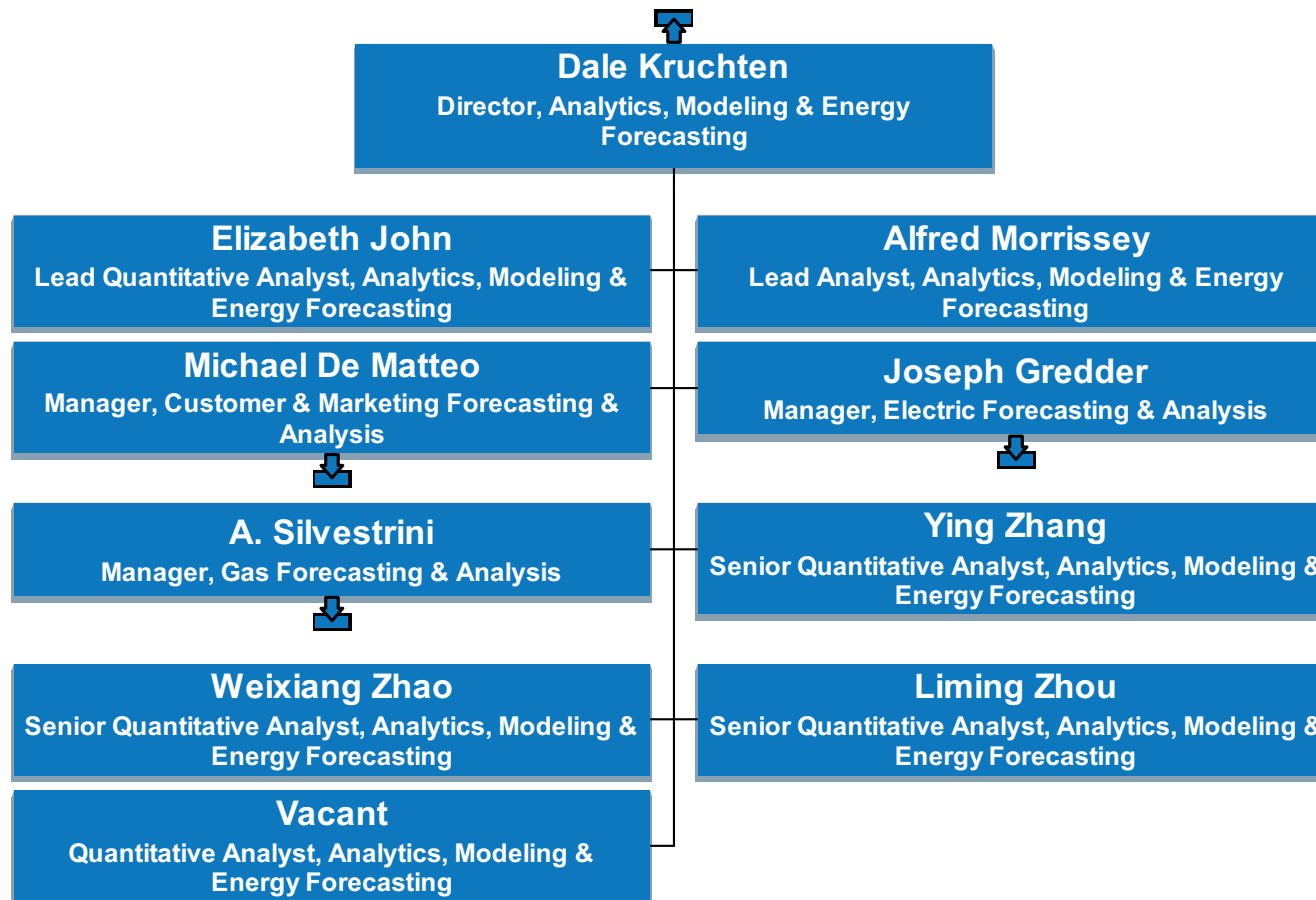 Dale Kruchten
Director, Analytics, Modeling & Energy
Forecasting
Elizabeth John
Lead Quantitative Analyst, Analytics, Modeling &
Energy Forecasting
Alfred Morrissey
Lead Analyst, Analytics, Modeling & Energy
Forecasting
Michael De Matteo
Manager, Customer & Marketing Forecasting &
Analysis
Joseph Gredder
Manager, Electric Forecasting & Analysis
A. Silvestrini
Manager, Gas Forecasting & Analysis
Ying Zhang
Senior Quantitative Analyst, Analytics, Modeling &
Energy Forecasting
Weixiang Zhao
Senior Quantitative Analyst, Analytics, Modeling &
Energy Forecasting
Liming Zhou
Senior Quantitative Analyst, Analytics, Modeling &
Energy Forecasting
Vacant
Quantitative Analyst, Analytics, Modeling &
Energy Forecasting